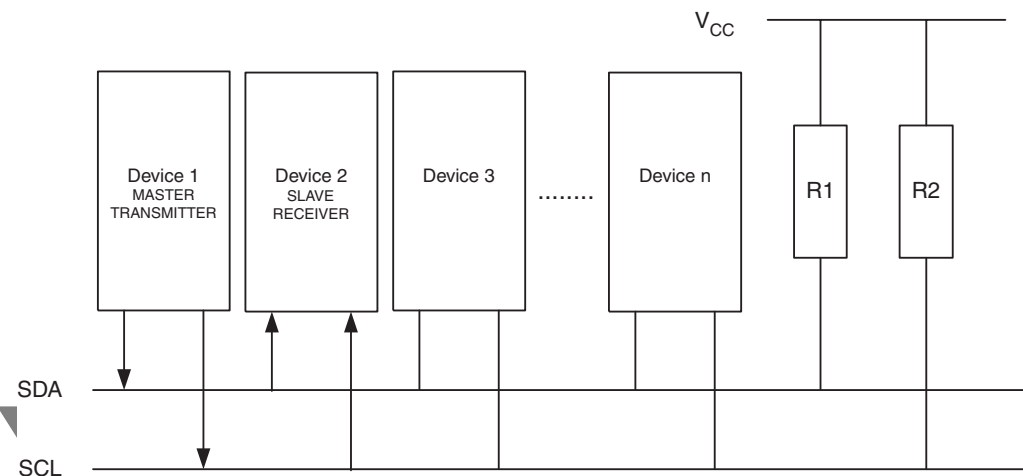 VCC
Device 1
MASTER
TRANSMITTER
Device 2
SLAVE
RECEIVER
Device 3
........
Device n
R1
R2
SDA
SCL